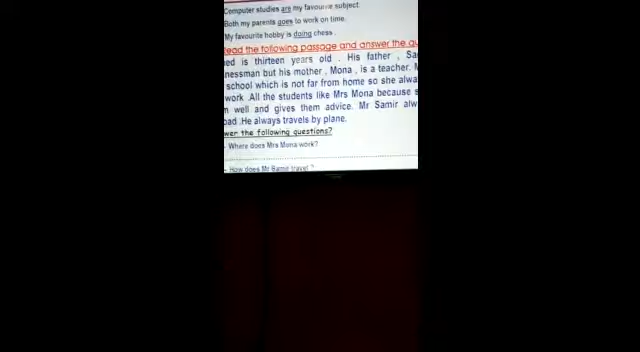 Computer studies are my favourite subject.
Both my parents goes to work on time.
My favourite hobby is doing chess.
ead the following passage and answer the qu
ed is thirteen years old . His father , Sa
nessman but his mother , Mona , is a teacher. M
school which is not far from home so she alwa
work .All the students like Mrs Mona because s
m well and gives them advice. Mr Samir alw
oad .He always travels by plane.
wer the following questions?
- Where does Mrs Mona work?
- How does Mr Samir travel ?